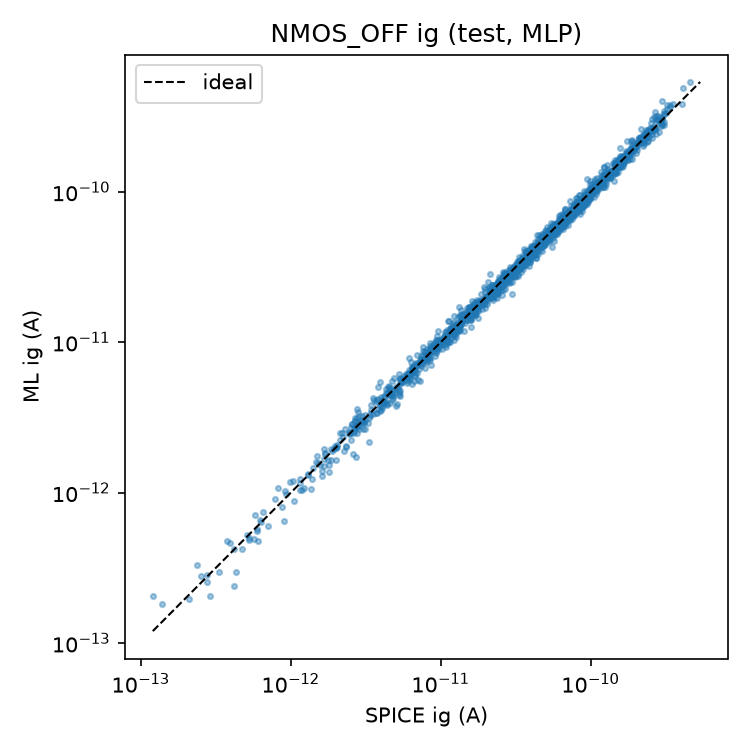 NMOS_OFF ig (test, MLP)
ideal
10⁻¹⁰
10⁻¹¹
10⁻¹²
10⁻¹³
ML ig (A)
10⁻¹³ 10⁻¹² 10⁻¹¹ 10⁻¹⁰
SPICE ig (A)